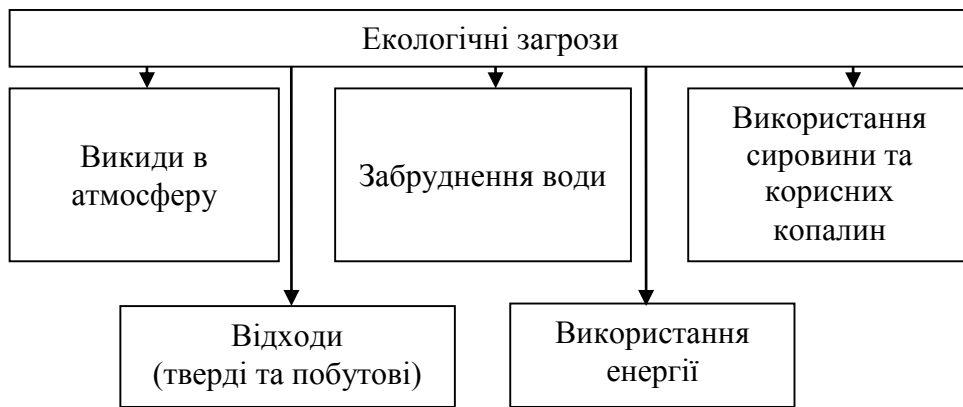 Екологічні загрози
Викиди в
атмосферу
Забруднення води
Використання
сировини та
корисних
копалин
Відходи
(тверді та побутові)
Використання
енергії